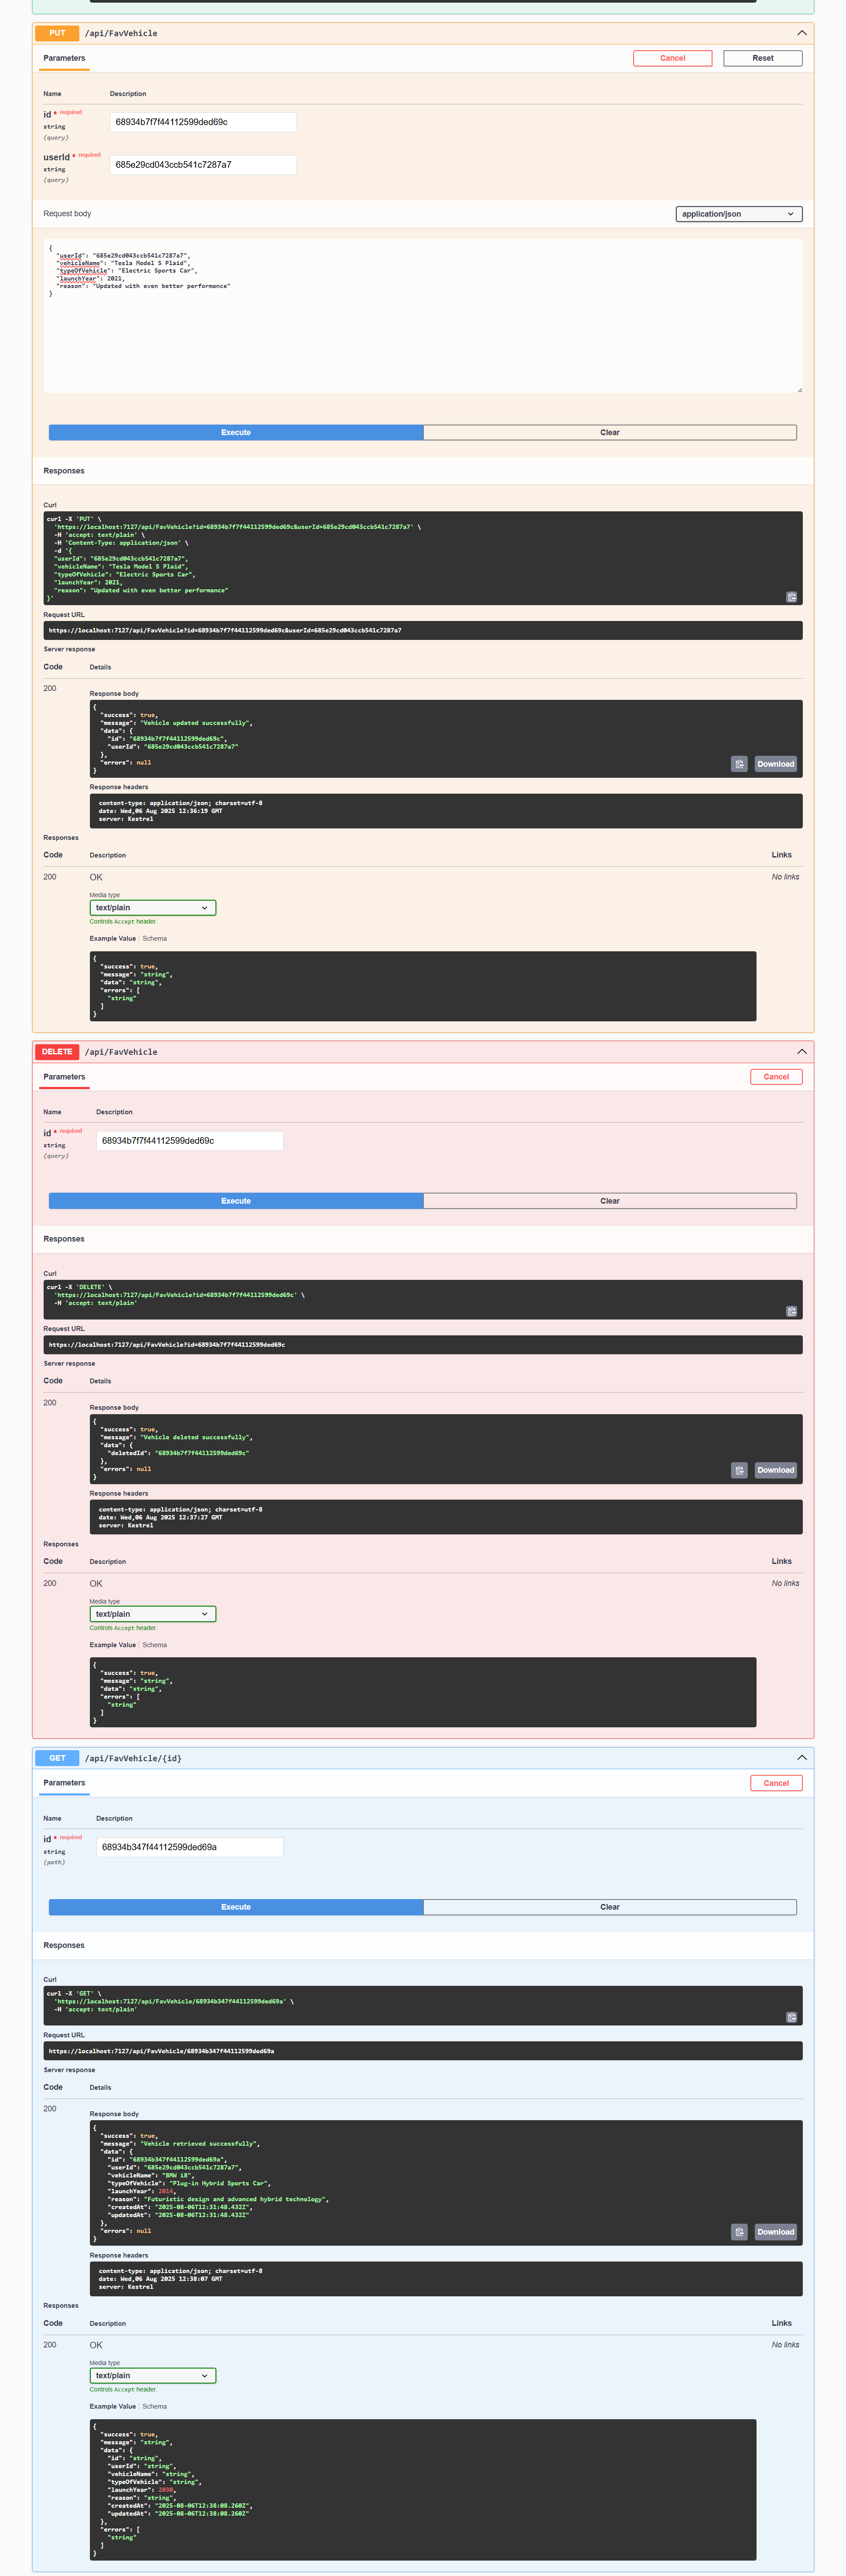 PUT /api/FavVehicle
Parameters Cancel Reset
Name Description
id * required 68934b7f7f44112599ded69c
string
(query)
userId * required 685e29cd043ccb541c7287a7
string
(query)
Request body application/json
{
"userId": "685e29cd043ccb541c7287a7",
"vehicleName": "Tesla Model S Plaid",
"typeOfVehicle": "Electric Sports Car",
"launchYear": 2021,
"reason": "Updated with even better performance"
}
Execute Clear
Responses
Curl
curl -X 'PUT' \
'https://localhost:7127/api/FavVehicle?id=68934b7f7f44112599ded69c&userId=685e29cd043ccb541c7287a7' \
-H 'accept: text/plain' \
-H 'Content-Type: application/json' \
-d '{
"userId": "685e29cd043ccb541c7287a7",
"vehicleName": "Tesla Model S Plaid",
"typeOfVehicle": "Electric Sports Car",
"launchYear": 2021,
"reason": "Updated with even better performance"
}'
Request URL
https://localhost:7127/api/FavVehicle?id=68934b7f7f44112599ded69c&userId=685e29cd043ccb541c7287a7
Server response
Code Details
200
Response body
{
"success": true,
"message": "Vehicle updated successfully",
"data": {
"id": "68934b7f7f44112599ded69c",
"userId": "685e29cd043ccb541c7287a7"
},
"errors": null
}
Download
Response headers
content-type: application/json; charset=utf-8
date: Wed,06 Aug 2025 12:36:19 GMT
server: Kestrel
Responses
Code Description Links
200 OK No links
Media type
text/plain
Controls Accept header.
Example Value Schema
{
"success": true,
"message": "string",
"data": "string",
"errors": [
"string"
]
}
DELETE /api/FavVehicle
Parameters Cancel
Name Description
id * required 68934b7f7f44112599ded69c
string
(query)
Execute Clear
Responses
Curl
curl -X 'DELETE' \
'https://localhost:7127/api/FavVehicle?id=68934b7f7f44112599ded69c' \
-H 'accept: text/plain'
Request URL
https://localhost:7127/api/FavVehicle?id=68934b7f7f44112599ded69c
Server response
Code Details
200
Response body
{
"success": true,
"message": "Vehicle deleted successfully",
"data": {
"deletedId": "68934b7f7f44112599ded69c"
},
"errors": null
}
Download
Response headers
content-type: application/json; charset=utf-8
date: Wed,06 Aug 2025 12:37:27 GMT
server: Kestrel
Responses
Code Description Links
200 OK No links
Media type
text/plain
Controls Accept header.
Example Value Schema
{
"success": true,
"message": "string",
"data": "string",
"errors": [
"string"
]
}
GET /api/FavVehicle/{id}
Parameters Cancel
Name Description
id * required 68934b347f44112599ded69a
string
(path)
Execute Clear
Responses
Curl
curl -X 'GET' \
'https://localhost:7127/api/FavVehicle/68934b347f44112599ded69a' \
-H 'accept: text/plain'
Request URL
https://localhost:7127/api/FavVehicle/68934b347f44112599ded69a
Server response
Code Details
200
Response body
{
"success": true,
"message": "Vehicle retrieved successfully",
"data": {
"id": "68934b347f44112599ded69a",
"userId": "685e29cd043ccb541c7287a7",
"vehicleName": "BMW i8",
"typeOfVehicle": "Plug-in Hybrid Sports Car",
"launchYear": 2014,
"reason": "Futuristic design and advanced hybrid technology",
"createdAt": "2025-08-06T12:31:48.432Z",
"updatedAt": "2025-08-06T12:31:48.432Z"
},
"errors": null
}
Download
Response headers
content-type: application/json; charset=utf-8
date: Wed,06 Aug 2025 12:38:07 GMT
server: Kestrel
Responses
Code Description Links
200 OK No links
Media type
text/plain
Controls Accept header.
Example Value Schema
{
"success": true,
"message": "string",
"data": {
"id": "string",
"userId": "string",
"vehicleName": "string",
"typeOfVehicle": "string",
"launchYear": 2030,
"reason": "string",
"createdAt": "2025-08-06T12:38:08.260Z",
"updatedAt": "2025-08-06T12:38:08.260Z"
},
"errors": [
"string"
]
}